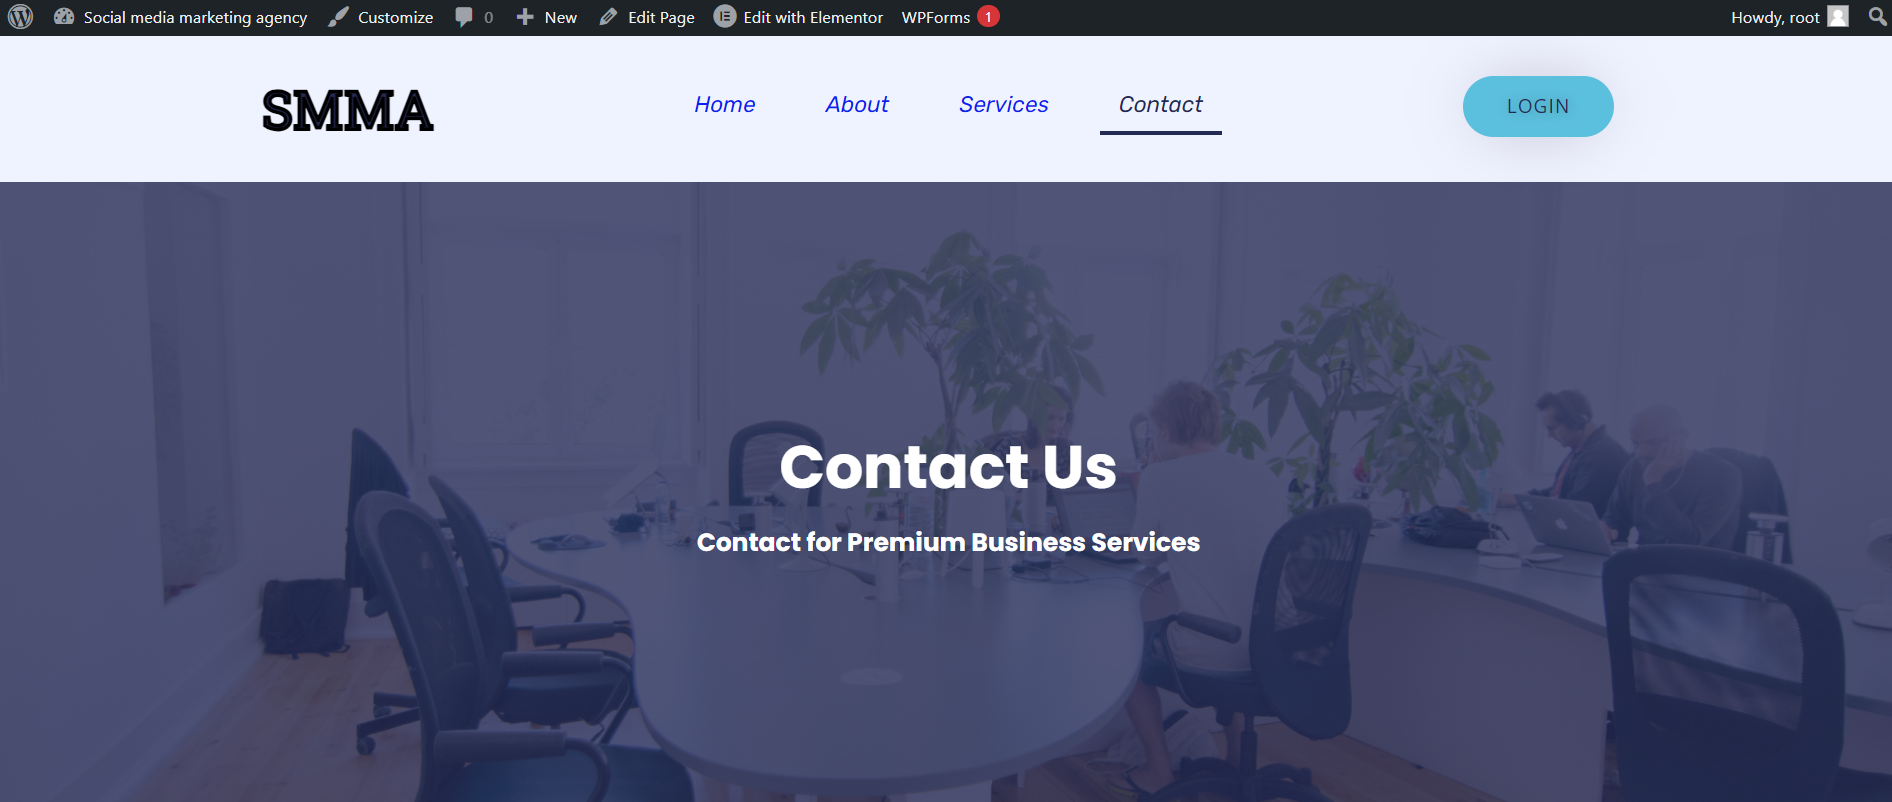 Social media marketing agency Customize 0 New Edit Page Edit with Elementor WPForms 1 Howdy, root
SMMA Home About Services Contact LOGIN
Contact Us
Contact for Premium Business Services